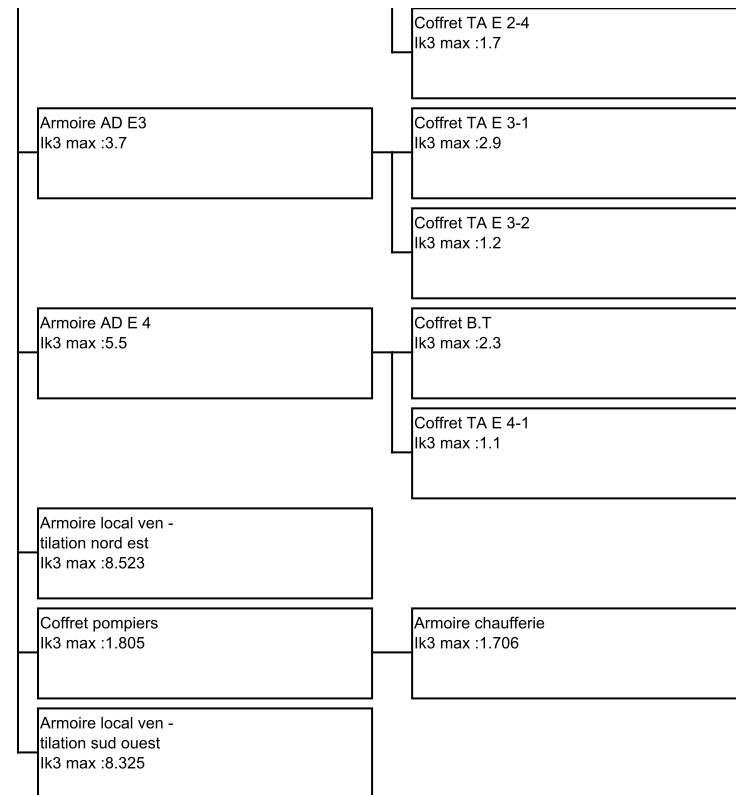 Coffret TA E 2-4
Ik3 max :1.7
Armoire AD E3
Ik3 max :3.7
Coffret TA E 3-1
Ik3 max :2.9
Coffret TA E 3-2
Ik3 max :1.2
Armoire AD E 4
Ik3 max :5.5
Coffret B.T
Ik3 max :2.3
Coffret TA E 4-1
Ik3 max :1.1
Armoire local ven -
tilation nord est
Ik3 max :8.523
Coffret pompiers
Ik3 max :1.805
Armoire chaufferie
Ik3 max :1.706
Armoire local ven -
tilation sud ouest
Ik3 max :8.325